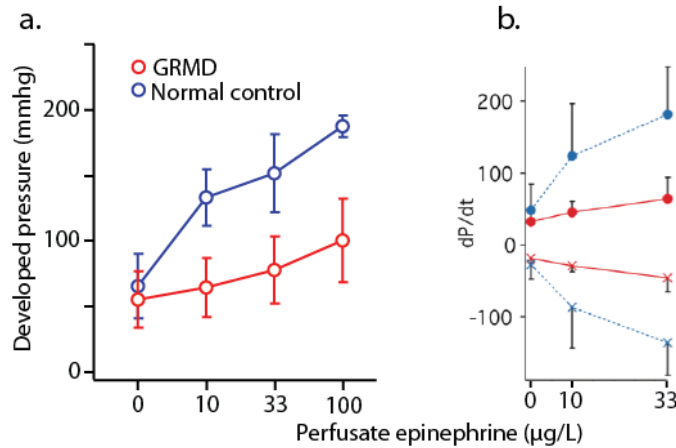 a.
GRMD
Normal control
Developed pressure (mmhg)
200
100
0
0 10 33 100
b.
dP/dt
200
100
0
-100
0 10 33
Perfusate epinephrine (µg/L)